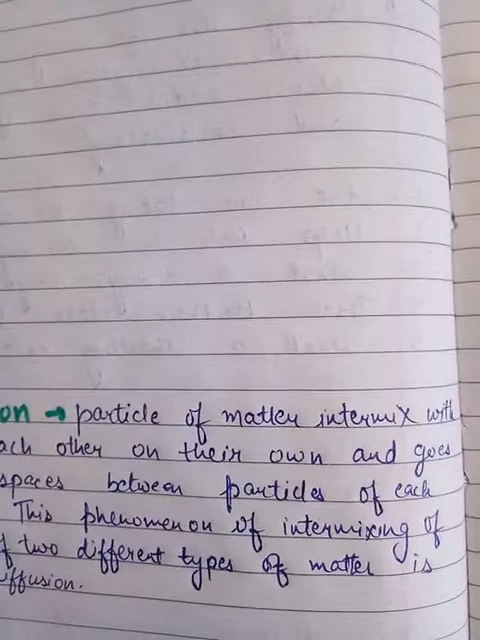 on → particle of matter intermix with
ach other on their own and goes
spaces between particles of each
This phenomenon of intermixing of
f two different types of matter is
iffusion.